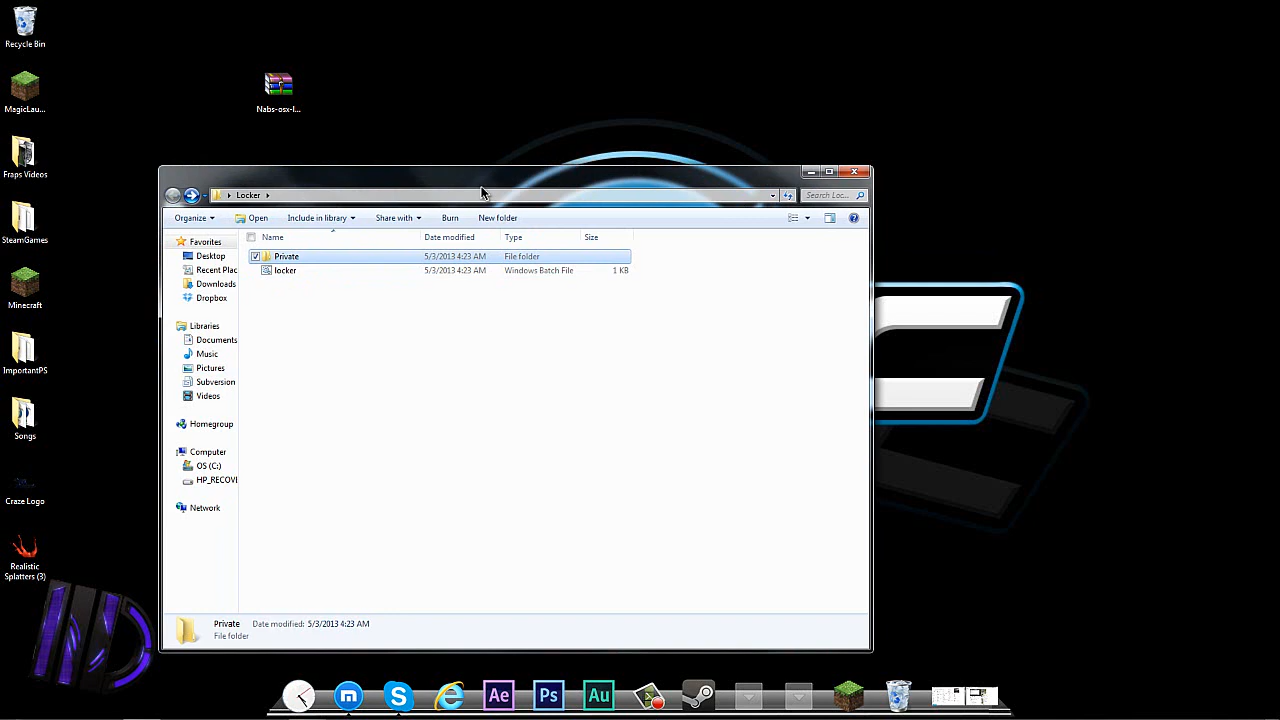 Recycle Bin
MagicLau...
Fraps Videos
SteamGames
Minecraft
ImportantPS
Songs
Craze Logo
Realistic
Splatters (3)
Nabs-osx-l...
Locker
Search Loc...
Organize
Open
Include in library
Share with
Burn
New folder
Name
Date modified
Type
Size
Private
5/3/2013 4:23 AM
File folder
locker
5/3/2013 4:23 AM
Windows Batch File
1 KB
Favorites
Desktop
Recent Plac
Downloads
Dropbox
Libraries
Documents
Music
Pictures
Subversion
Videos
Homegroup
Computer
OS (C:)
HP_RECOV
Network
Private
Date modified: 5/3/2013 4:23 AM
File folder
Ae
Ps
Au